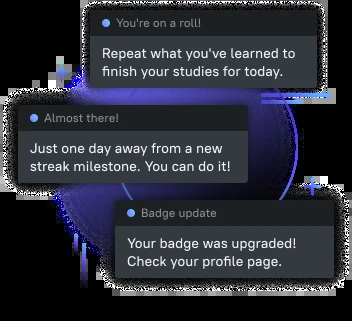 You're on a roll!
Repeat what you've learned to
finish your studies for today.
Almost there!
Just one day away from a new
streak milestone. You can do it!
Badge update
Your badge was upgraded!
Check your profile page.